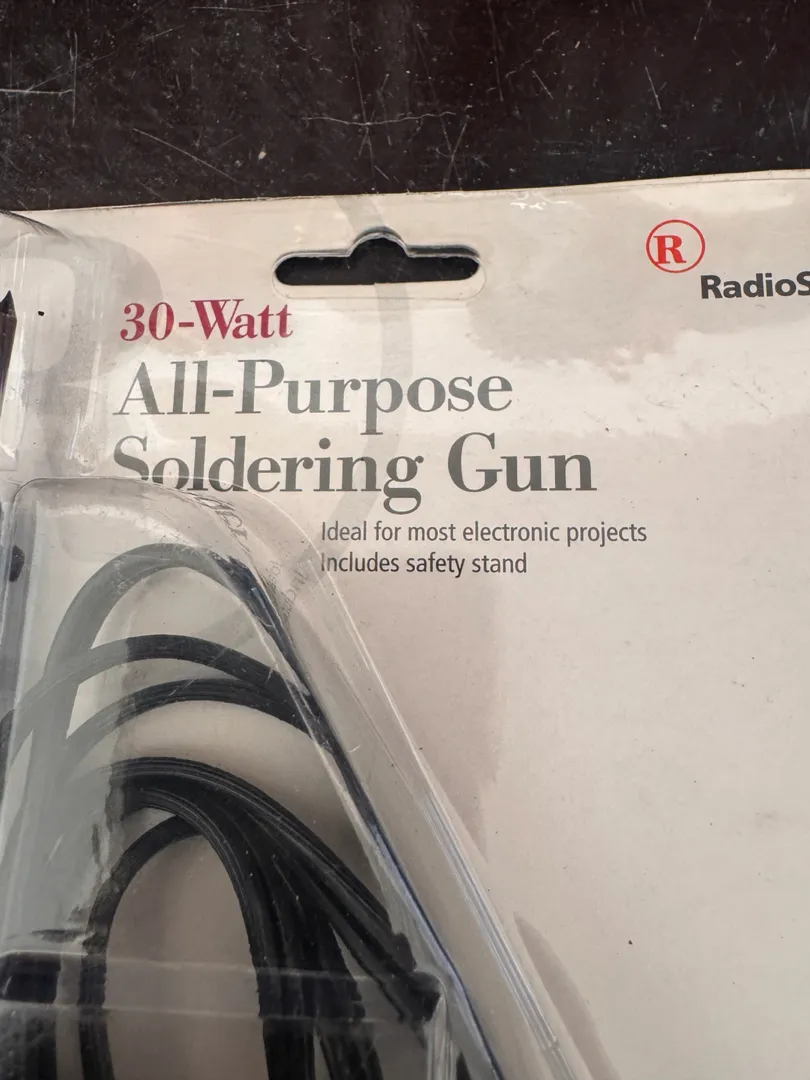 R
RadioS
30-Watt
All-Purpose
Soldering Gun
Ideal for most electronic projects
Includes safety stand